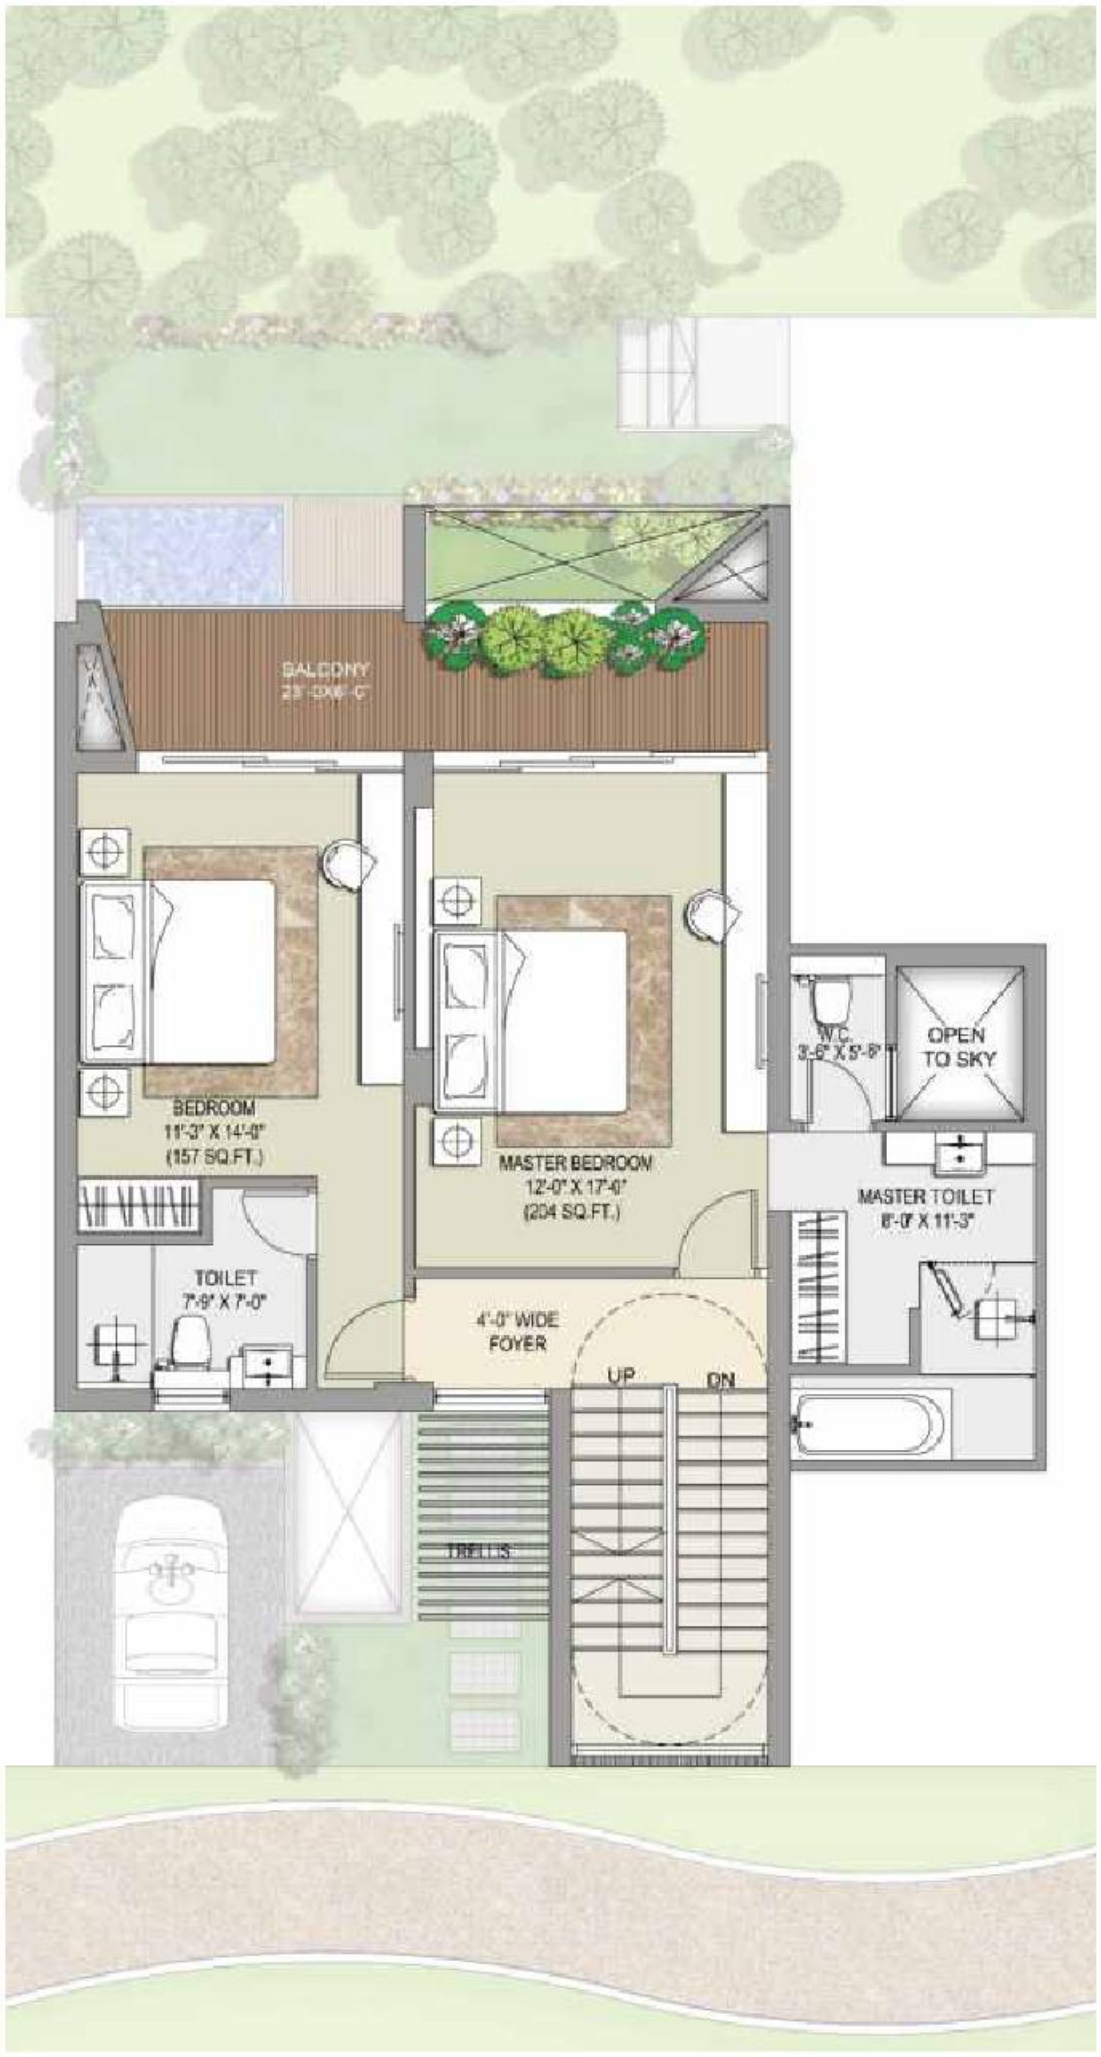 BALCONY
W.C.
3'-6" X 5'-6"
OPEN
TO SKY
BEDROOM
11'-3" X 14'-0"
(157 SQ.FT.)
MASTER BEDROOM
12'-0" X 17'-0"
(204 SQ.FT.)
MASTER TOILET
8'-0" X 11'-3"
TOILET
7'-9" X 7'-0"
4'-0" WIDE
FOYER
UP
DN
TRELLIS